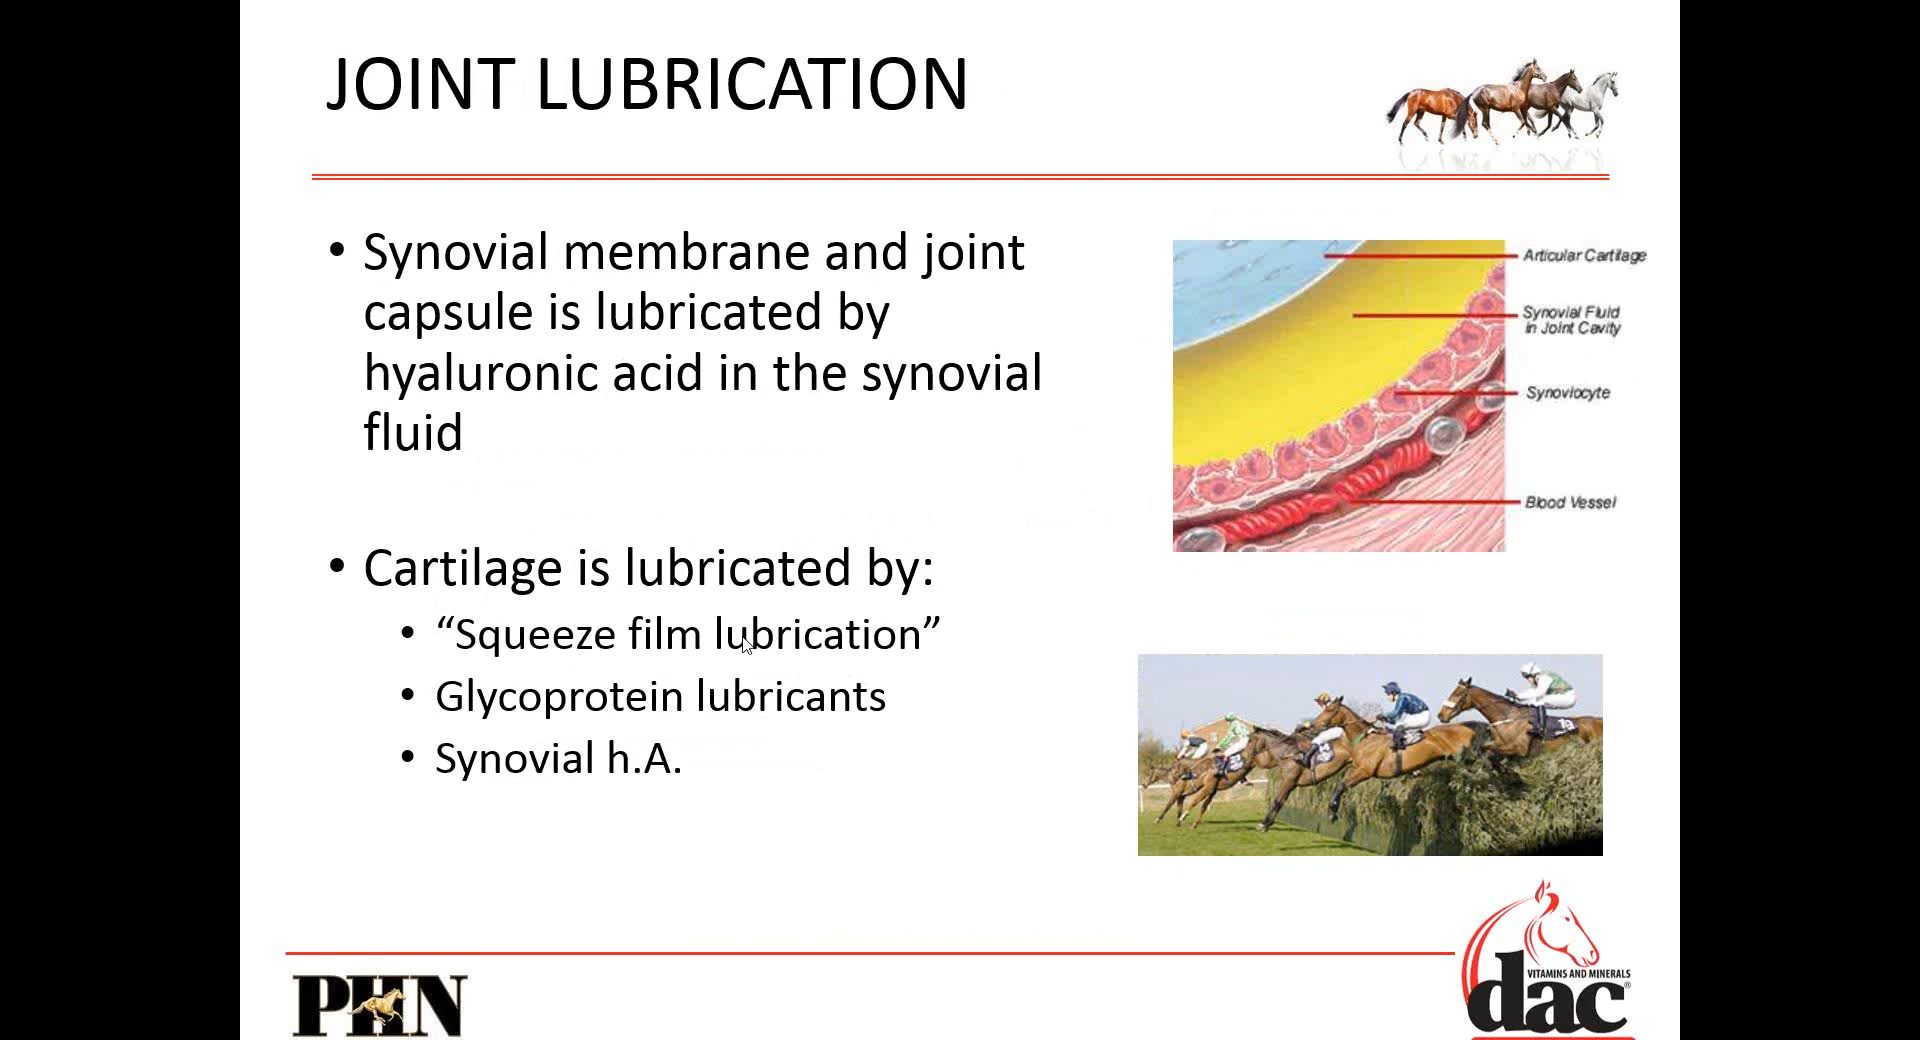 JOINT LUBRICATION
• Synovial membrane and joint
capsule is lubricated by
hyaluronic acid in the synovial
fluid
• Cartilage is lubricated by:
• “Squeeze film lubrication”
• Glycoprotein lubricants
• Synovial h.A.
Articular Cartilage
Synovial Fluid
in Joint Cavity
Synoviocyte
Blood Vessel
PHN
VITAMINS AND MINERALS
dac®